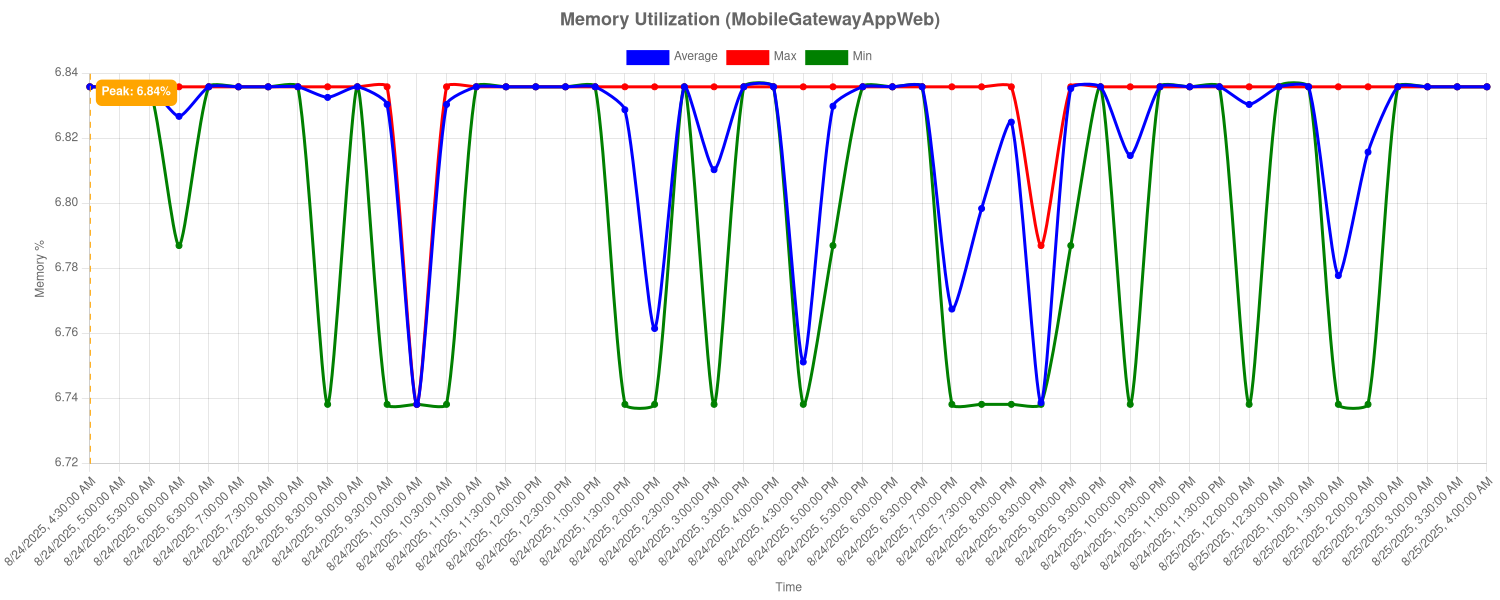 Memory Utilization (MobileGatewayAppWeb)
Average Max Min
Peak: 6.84%
6.84
6.82
6.80
6.78
6.76
6.74
6.72
Memory %
8/24/2025, 4:30:00 AM
8/24/2025, 5:00:00 AM
8/24/2025, 5:30:00 AM
8/24/2025, 6:00:00 AM
8/24/2025, 6:30:00 AM
8/24/2025, 7:00:00 AM
8/24/2025, 7:30:00 AM
8/24/2025, 8:00:00 AM
8/24/2025, 8:30:00 AM
8/24/2025, 9:00:00 AM
8/24/2025, 9:30:00 AM
8/24/2025, 10:00:00 AM
8/24/2025, 10:30:00 AM
8/24/2025, 11:00:00 AM
8/24/2025, 11:30:00 AM
8/24/2025, 12:00:00 PM
8/24/2025, 12:30:00 PM
8/24/2025, 1:00:00 PM
8/24/2025, 1:30:00 PM
8/24/2025, 2:00:00 PM
8/24/2025, 2:30:00 PM
8/24/2025, 3:00:00 PM
8/24/2025, 3:30:00 PM
8/24/2025, 4:00:00 PM
8/24/2025, 4:30:00 PM
8/24/2025, 5:00:00 PM
8/24/2025, 5:30:00 PM
8/24/2025, 6:00:00 PM
8/24/2025, 6:30:00 PM
8/24/2025, 7:00:00 PM
8/24/2025, 7:30:00 PM
8/24/2025, 8:00:00 PM
8/24/2025, 8:30:00 PM
8/24/2025, 9:00:00 PM
8/24/2025, 9:30:00 PM
8/24/2025, 10:00:00 PM
8/24/2025, 10:30:00 PM
8/24/2025, 11:00:00 PM
8/24/2025, 11:30:00 PM
8/25/2025, 12:00:00 AM
8/25/2025, 12:30:00 AM
8/25/2025, 1:00:00 AM
8/25/2025, 1:30:00 AM
8/25/2025, 2:00:00 AM
8/25/2025, 2:30:00 AM
8/25/2025, 3:00:00 AM
8/25/2025, 3:30:00 AM
8/25/2025, 4:00:00 AM
Time